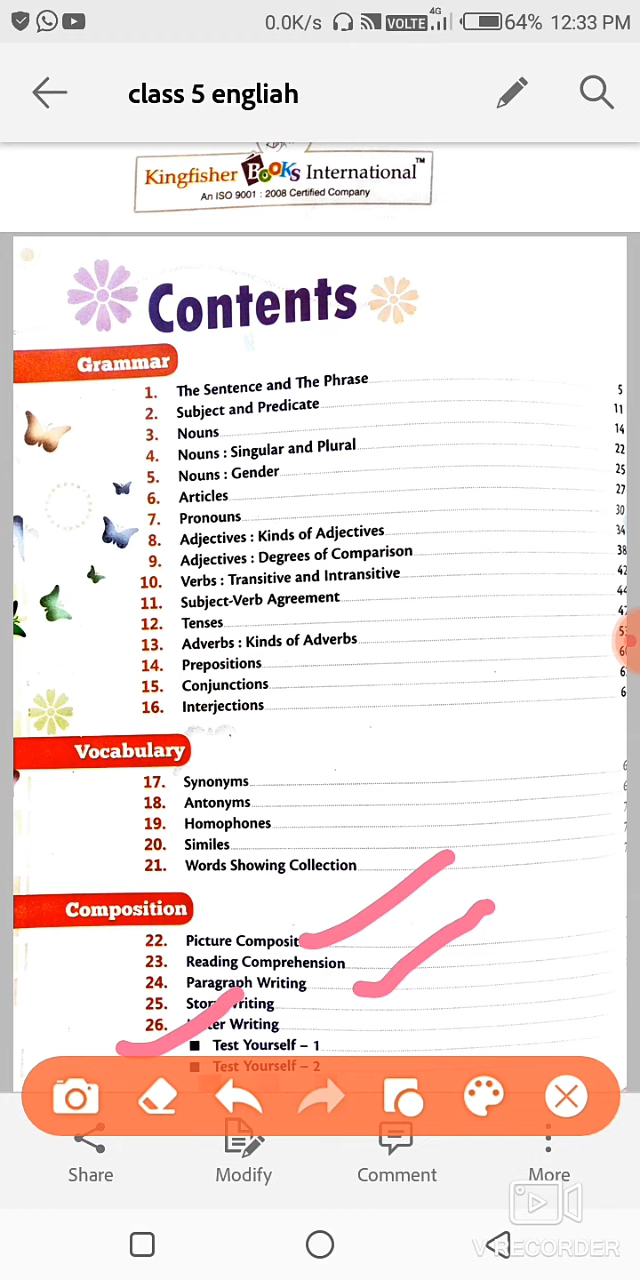 0.0K/s 4G VOLTE 64% 12:33 PM
class 5 engliah
Kingfisher BOOKS International™
An ISO 9001 : 2008 Certified Company
Contents
Grammar
1. The Sentence and The Phrase 5
2. Subject and Predicate 11
3. Nouns 14
4. Nouns : Singular and Plural 22
5. Nouns : Gender 25
6. Articles 27
7. Pronouns 30
8. Adjectives : Kinds of Adjectives 34
9. Adjectives : Degrees of Comparison 38
10. Verbs : Transitive and Intransitive 42
11. Subject-Verb Agreement 44
12. Tenses 47
13. Adverbs : Kinds of Adverbs
14. Prepositions
15. Conjunctions
16. Interjections
Vocabulary
17. Synonyms
18. Antonyms
19. Homophones
20. Similes
21. Words Showing Collection
Composition
22. Picture Composit
23. Reading Comprehension
24. Paragraph Writing
25. Story Writing
26. Writing
■ Test Yourself – 1
■ Test Yourself – 2
Share Modify Comment More
V RECORDER